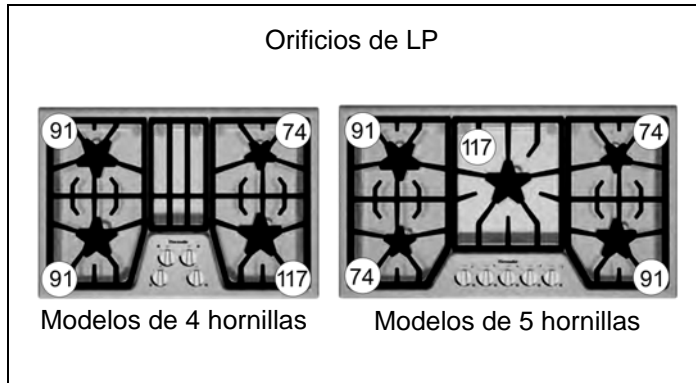 Orificios de LP
91 74 91 74
117
91 117 74 91
Modelos de 4 hornillas Modelos de 5 hornillas